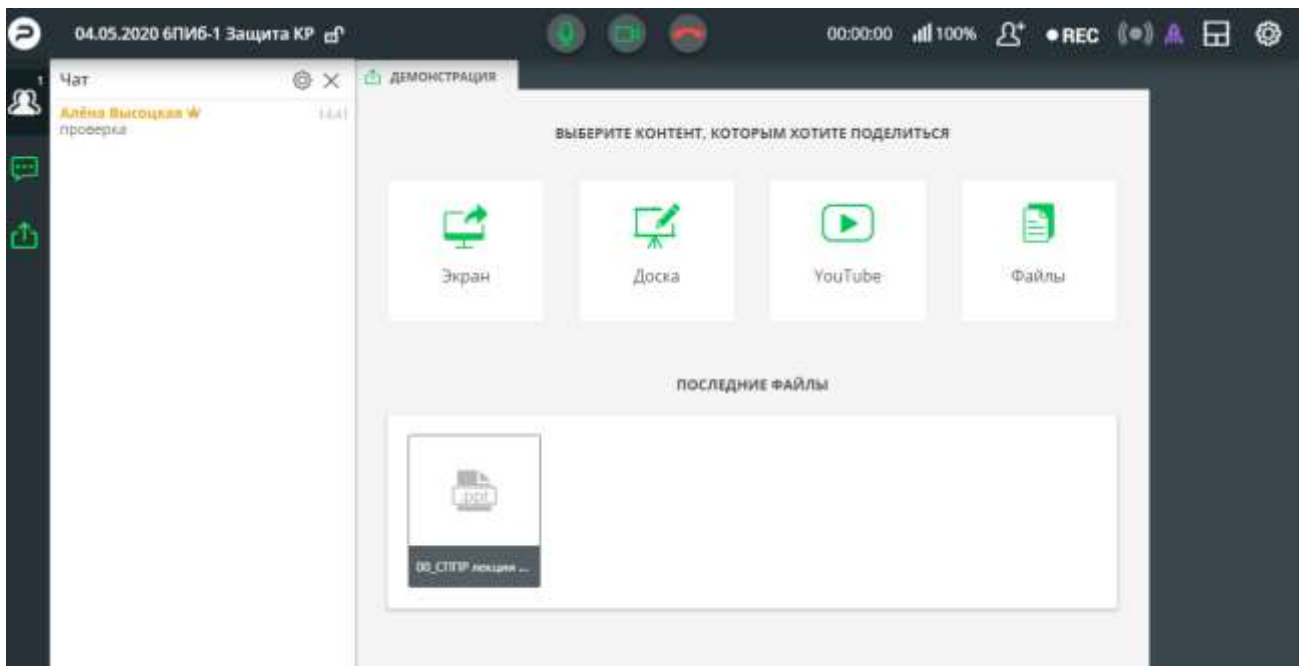 04.05.2020 6ПИб-1 Защита КР
00:00:00
100%
REC
1
Чат
Алёна Высоцкая
14:41
проверка
ДЕМОНСТРАЦИЯ
ВЫБЕРИТЕ КОНТЕНТ, КОТОРЫМ ХОТИТЕ ПОДЕЛИТЬСЯ
Экран
Доска
YouTube
Файлы
ПОСЛЕДНИЕ ФАЙЛЫ
.ppt
00_СППР лекции ...